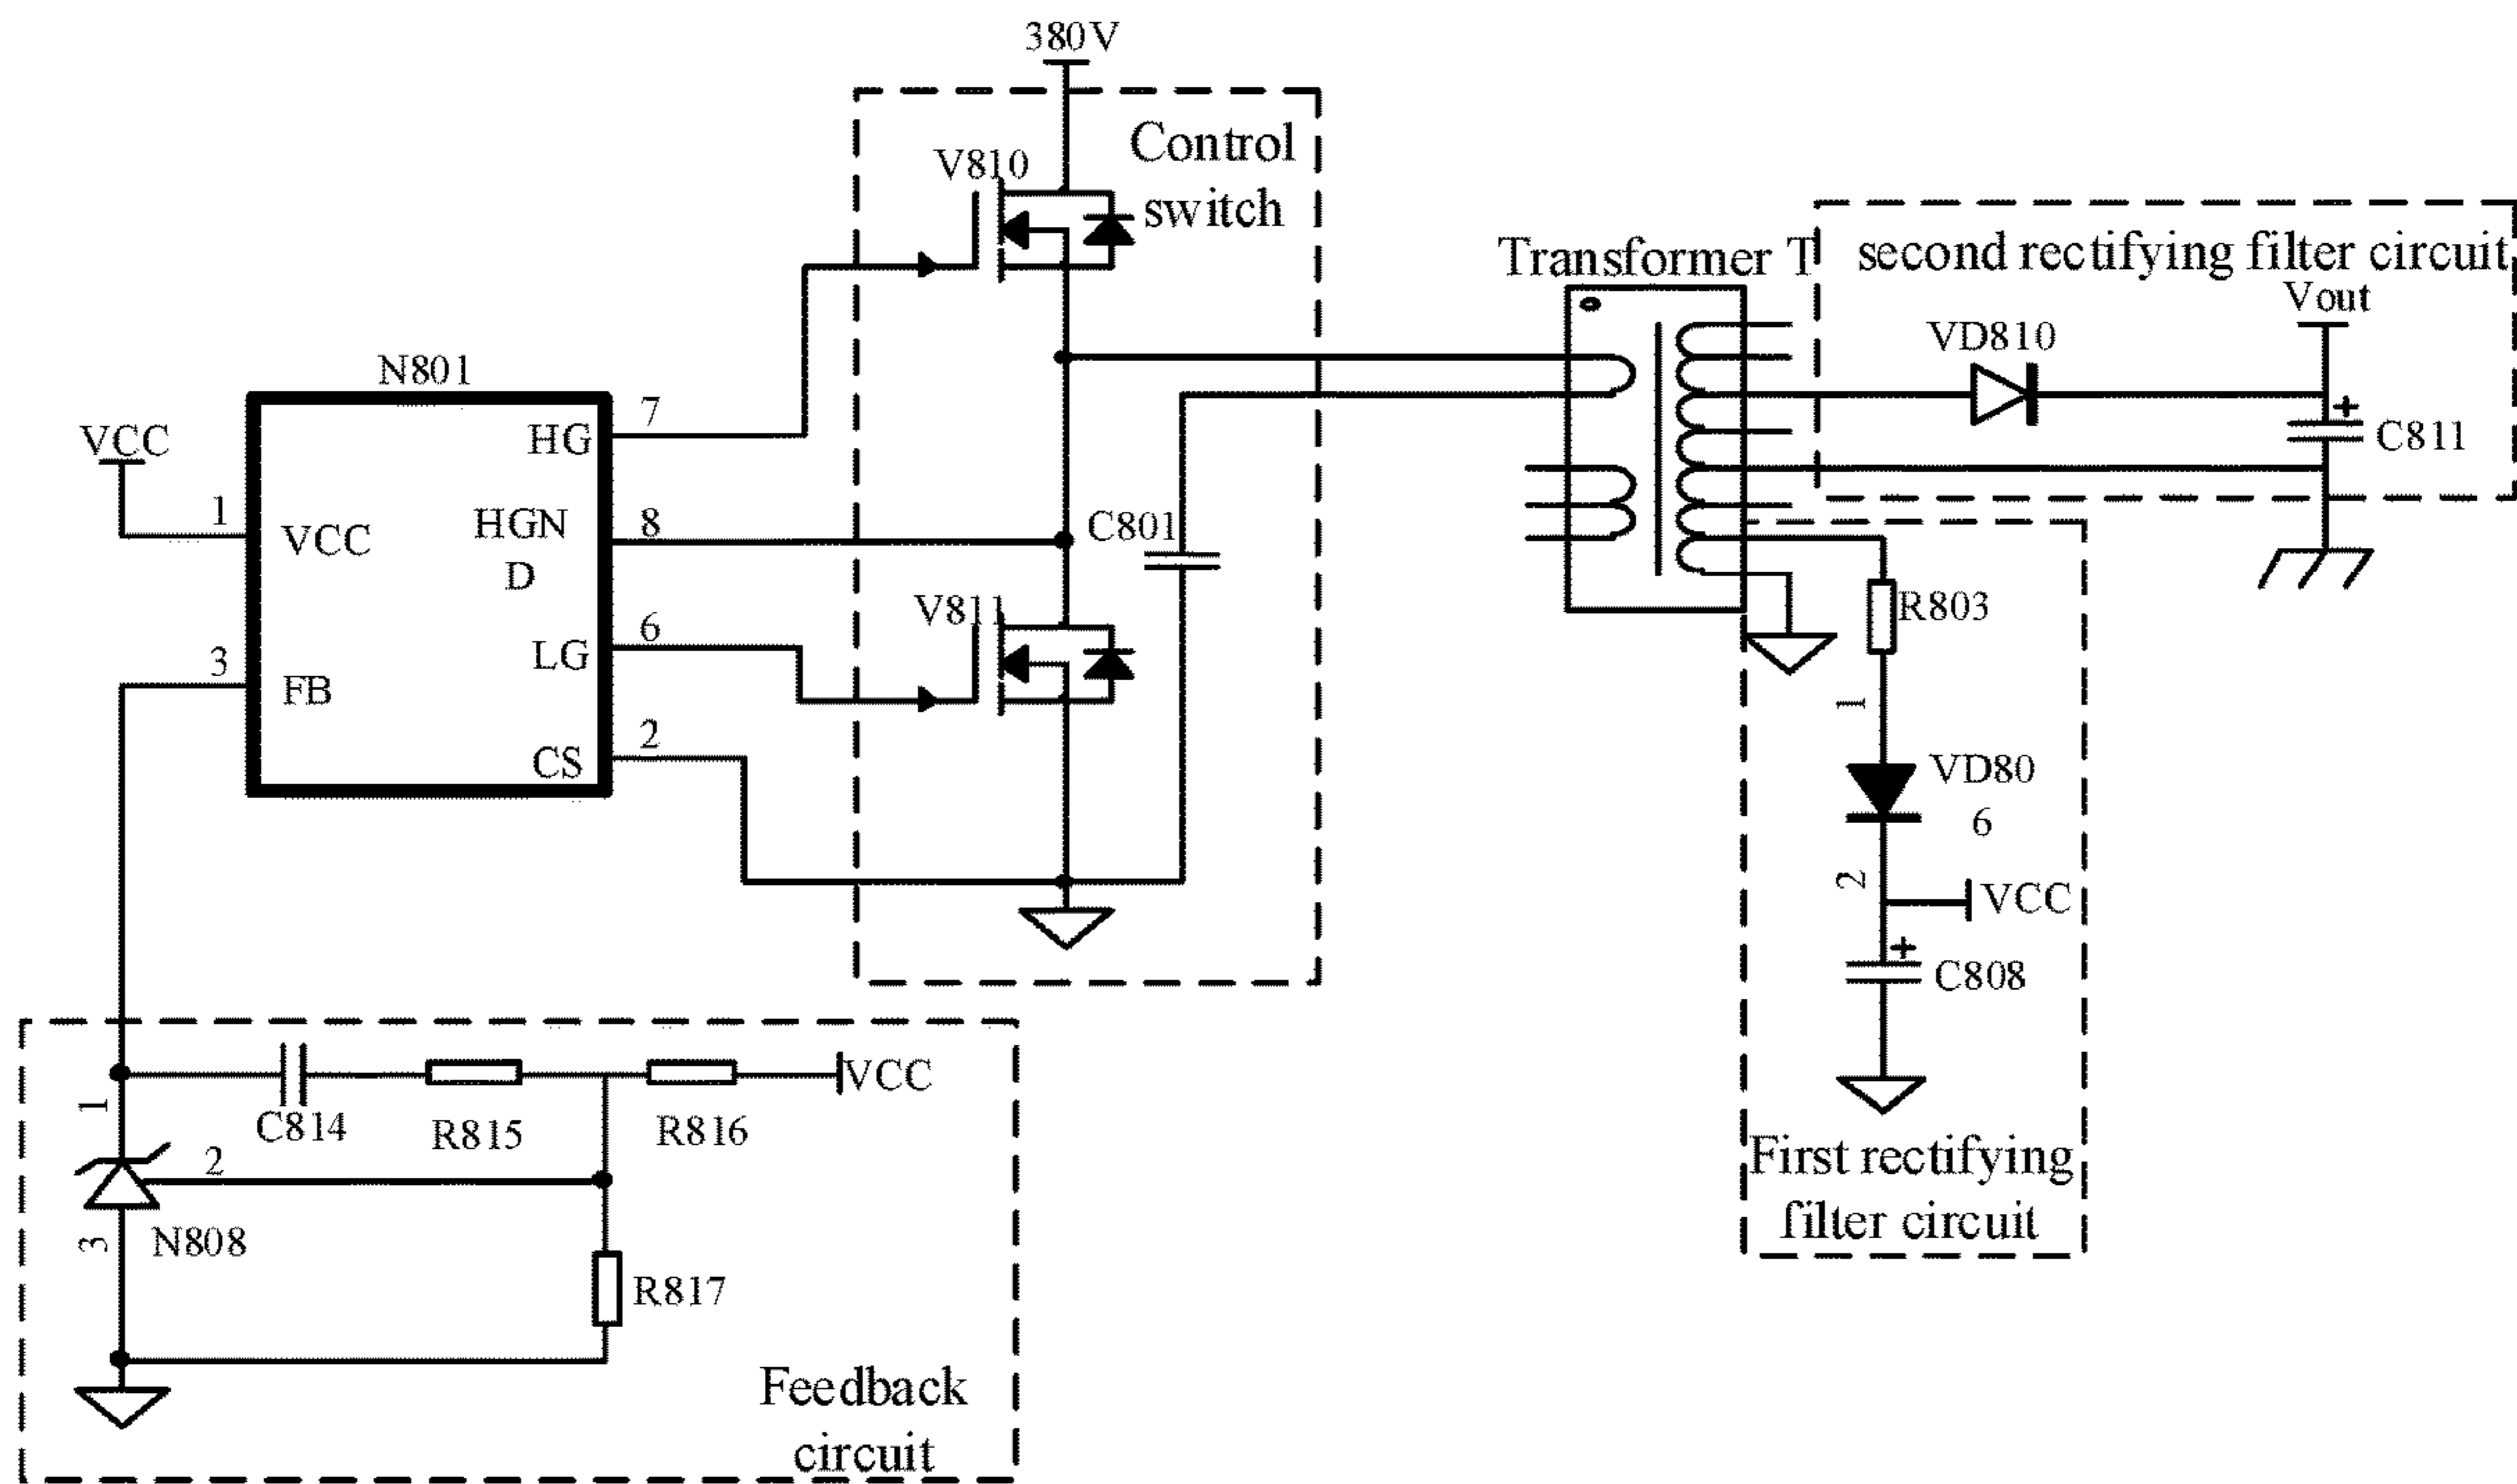 380V
Control
switch
V810
Transformer T
second rectifying filter circuit
Vout
VD810
C811
N801
VCC
1
VCC
3
FB
HG
7
HGN
D
8
LG
6
CS
2
V811
C801
R803
1
VD80
6
2
VCC
C808
First rectifying
filter circuit
C814
R815
R816
VCC
1
2
3
N808
R817
Feedback
circuit